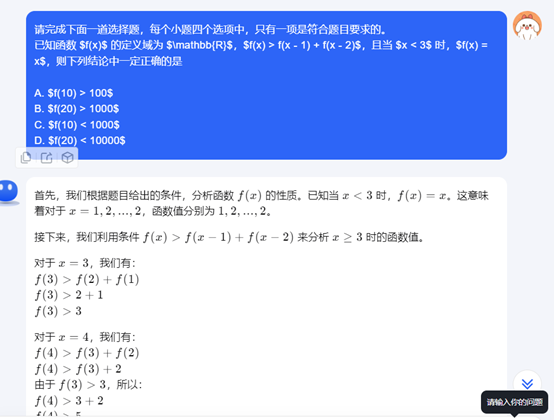 请完成下面一道选择题，每个小题四个选项中，只有一项是符合题目要求的。
已知函数 $f(x)$ 的定义域为 $\mathbb{R}$，$f(x) > f(x - 1) + f(x - 2)$，且当 $x < 3$ 时，$f(x) =
x$，则下列结论中一定正确的是
A. $f(10) > 100$
B. $f(20) > 1000$
C. $f(10) < 1000$
D. $f(20) < 10000$
首先，我们根据题目给出的条件，分析函数 f(x) 的性质。已知当 x < 3 时，f(x) = x。这意味
着对于 x = 1, 2, ..., 2，函数值分别为 1, 2, ..., 2。
接下来，我们利用条件 f(x) > f(x − 1) + f(x − 2) 来分析 x ≥ 3 时的函数值。
对于 x = 3，我们有：
f(3) > f(2) + f(1)
f(3) > 2 + 1
f(3) > 3
对于 x = 4，我们有：
f(4) > f(3) + f(2)
f(4) > f(3) + 2
由于 f(3) > 3，所以：
f(4) > 3 + 2
f(4) > 5
请输入你的问题